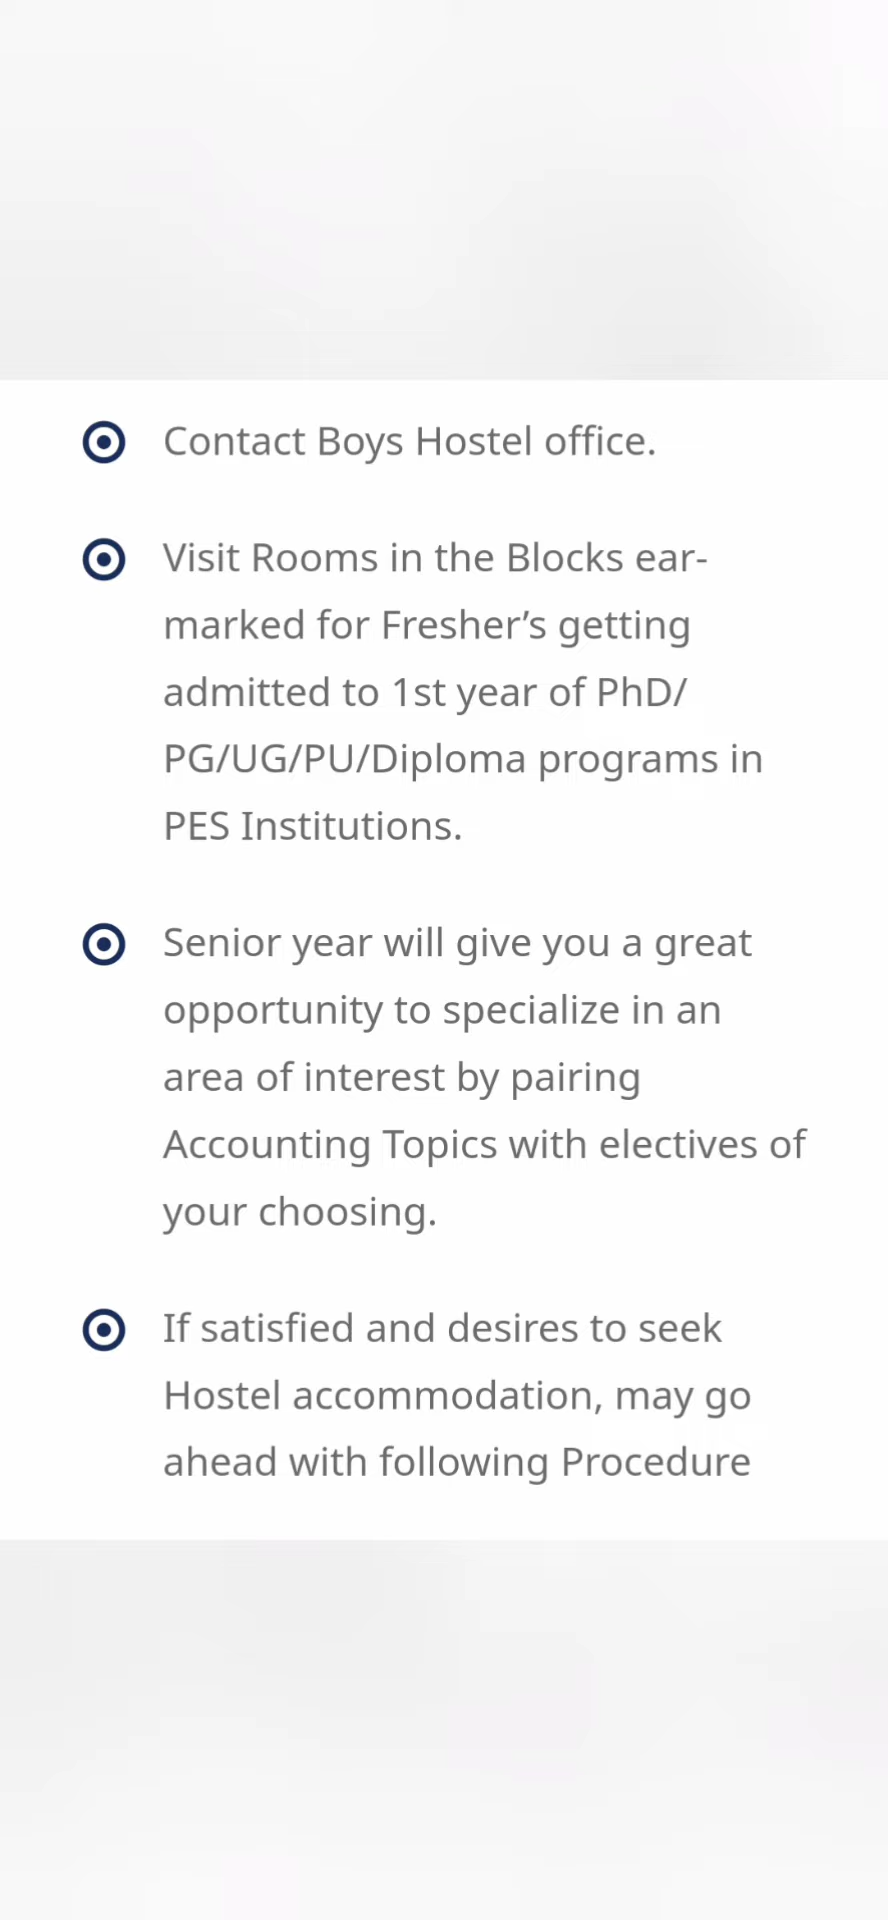 Contact Boys Hostel office.
Visit Rooms in the Blocks ear-
marked for Fresher’s getting
admitted to 1st year of PhD/
PG/UG/PU/Diploma programs in
PES Institutions.
Senior year will give you a great
opportunity to specialize in an
area of interest by pairing
Accounting Topics with electives of
your choosing.
If satisfied and desires to seek
Hostel accommodation, may go
ahead with following Procedure